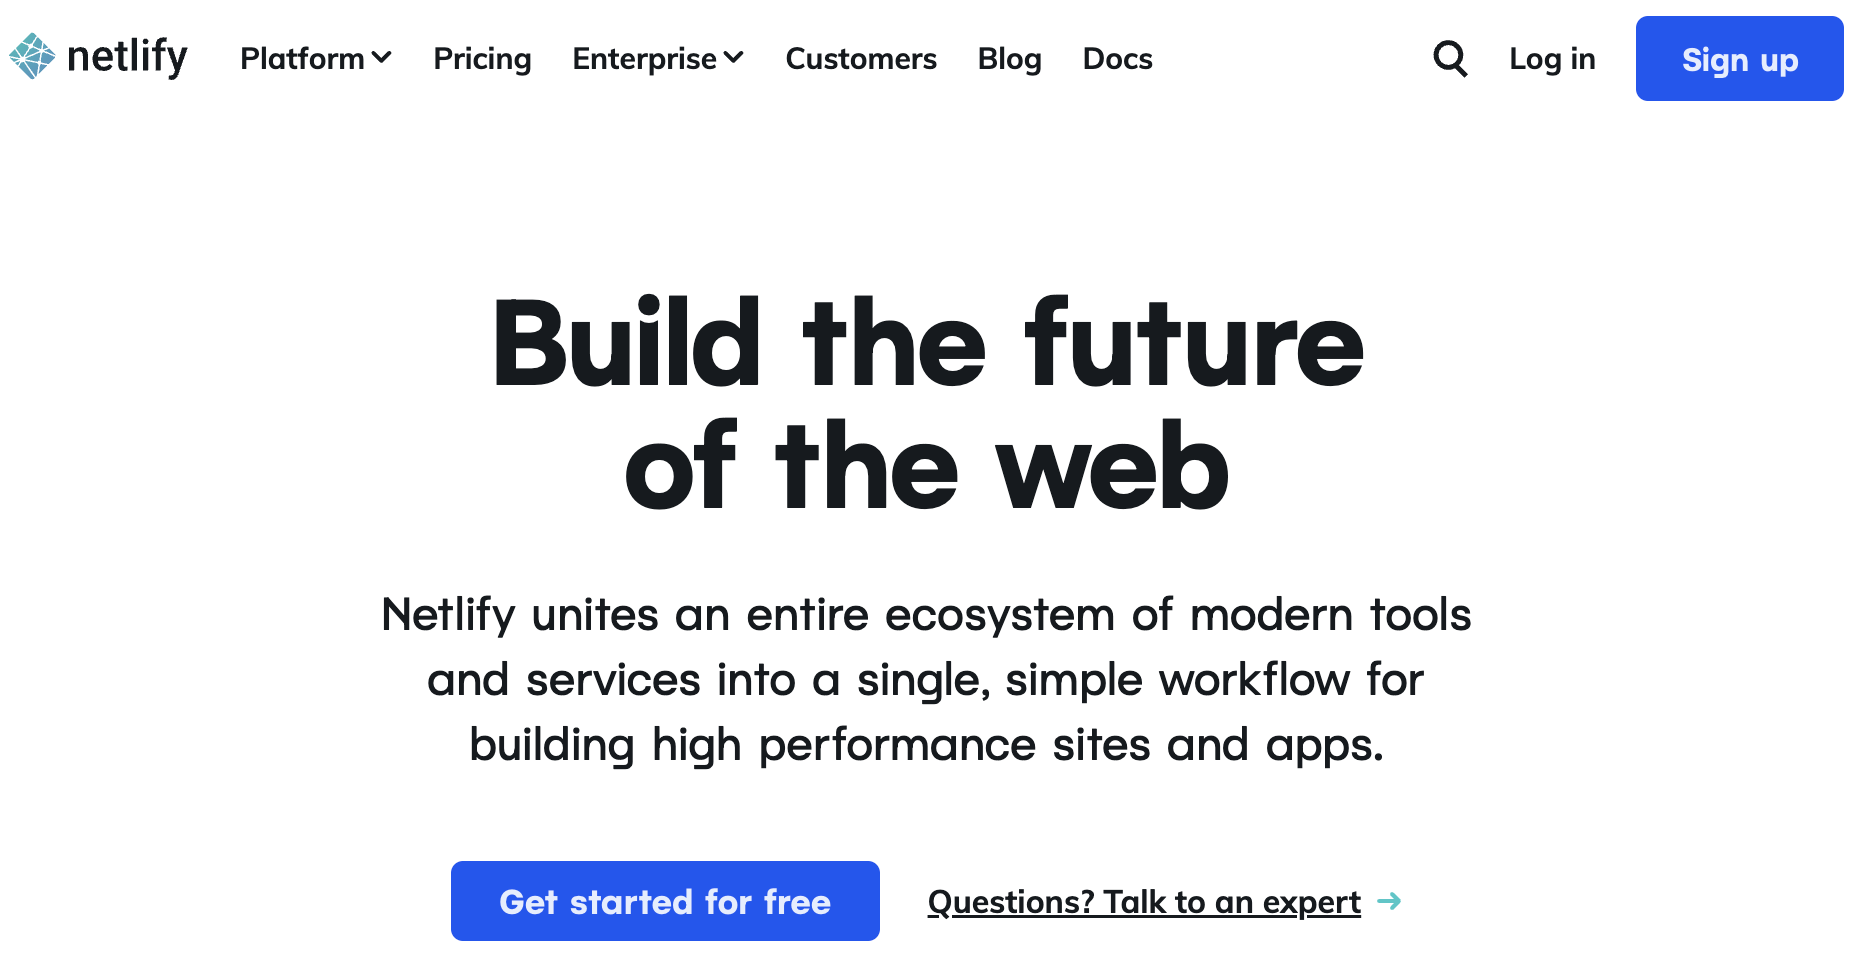 netlify Platform Pricing Enterprise Customers Blog Docs Log in Sign up
Build the future
of the web
Netlify unites an entire ecosystem of modern tools
and services into a single, simple workflow for
building high performance sites and apps.
Get started for free Questions? Talk to an expert →